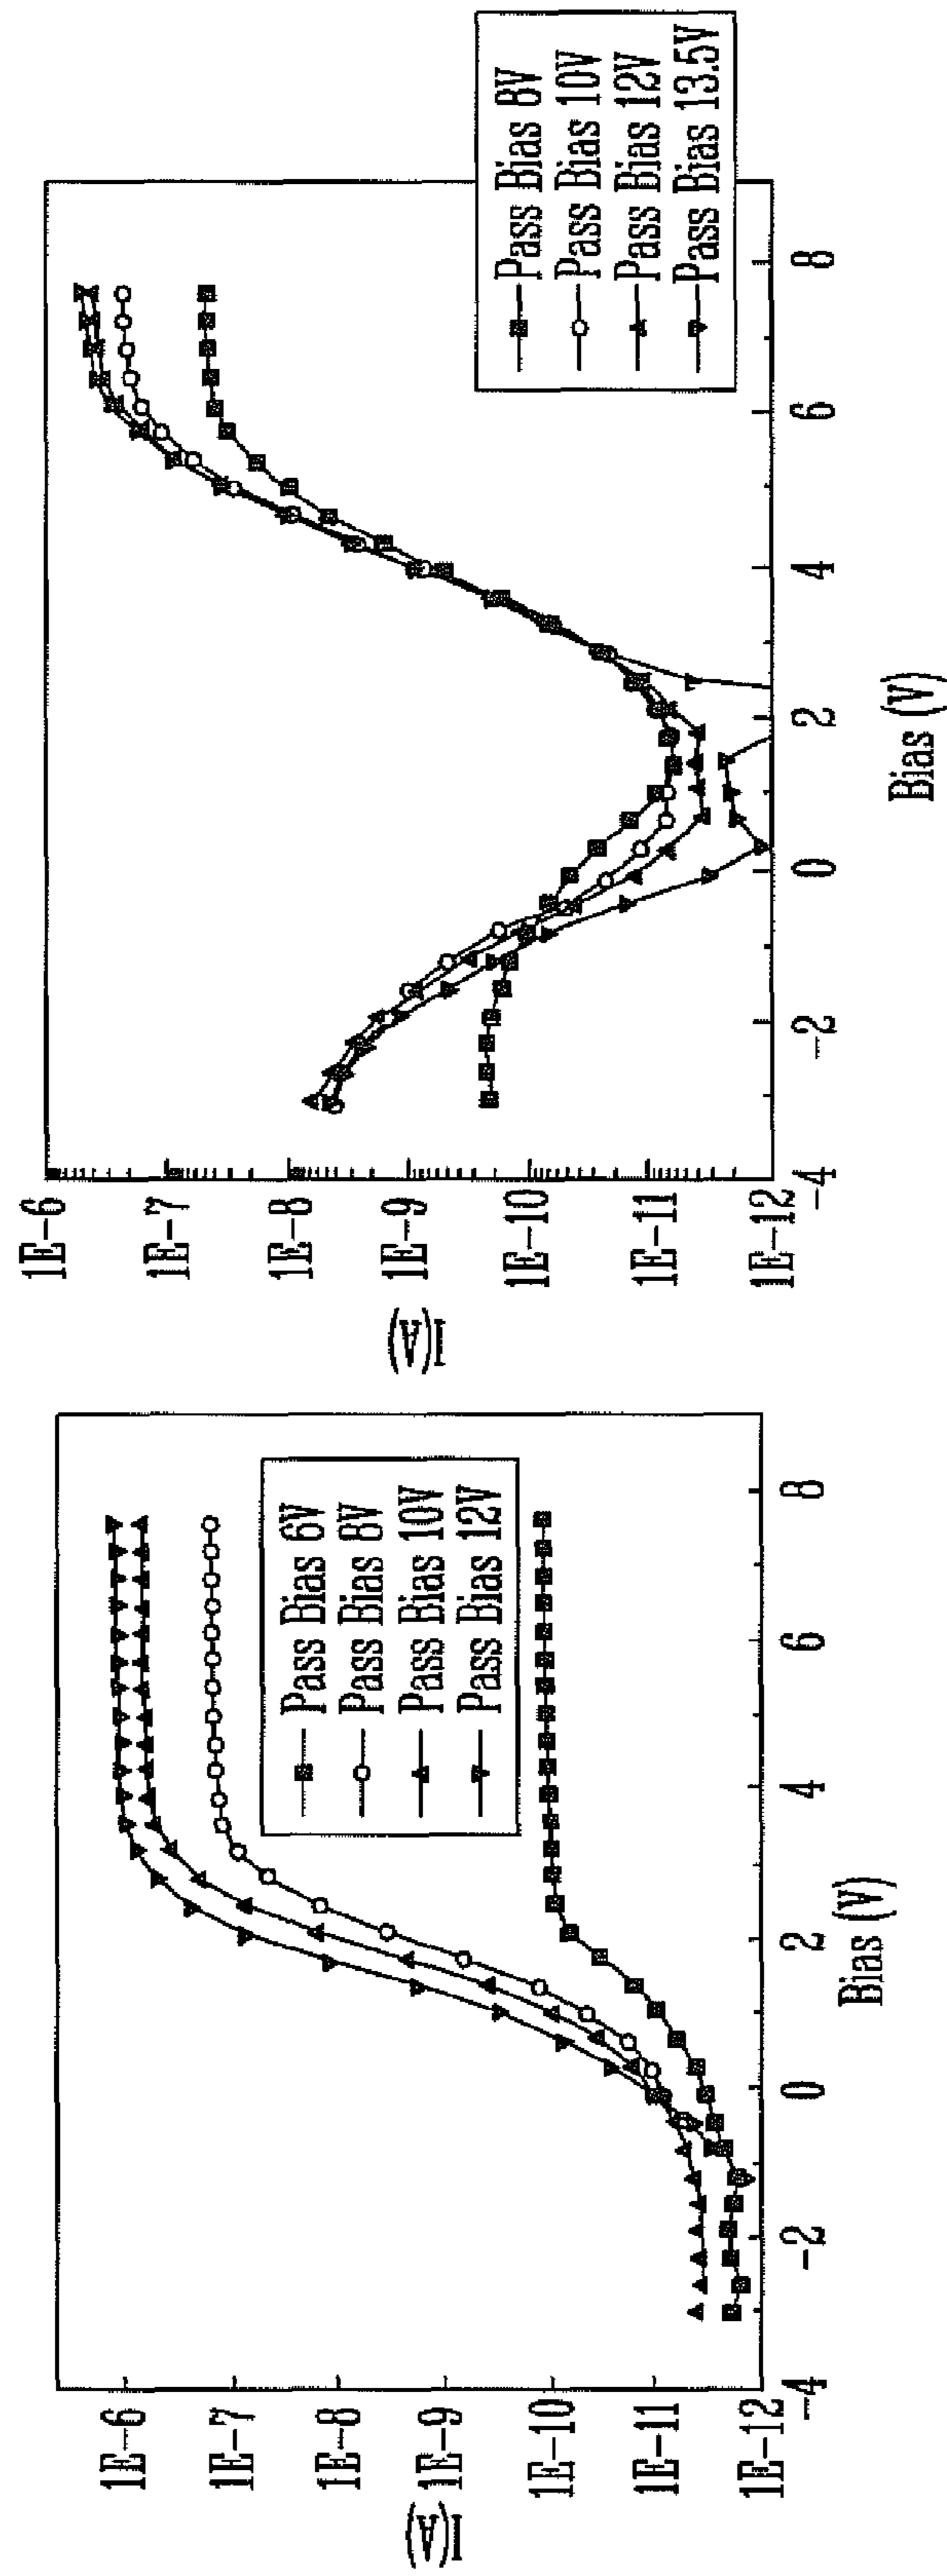 I(A)
1E-6
1E-7
1E-8
1E-9
1E-10
1E-11
1E-12
-4
-2
0
2
4
6
8
Bias (V)
Pass Bias 6V
Pass Bias 8V
Pass Bias 10V
Pass Bias 12V
I(A)
1E-6
1E-7
1E-8
1E-9
1E-10
1E-11
1E-12
-4
-2
0
2
4
6
8
Bias (V)
Pass Bias 8V
Pass Bias 10V
Pass Bias 12V
Pass Bias 13.5V